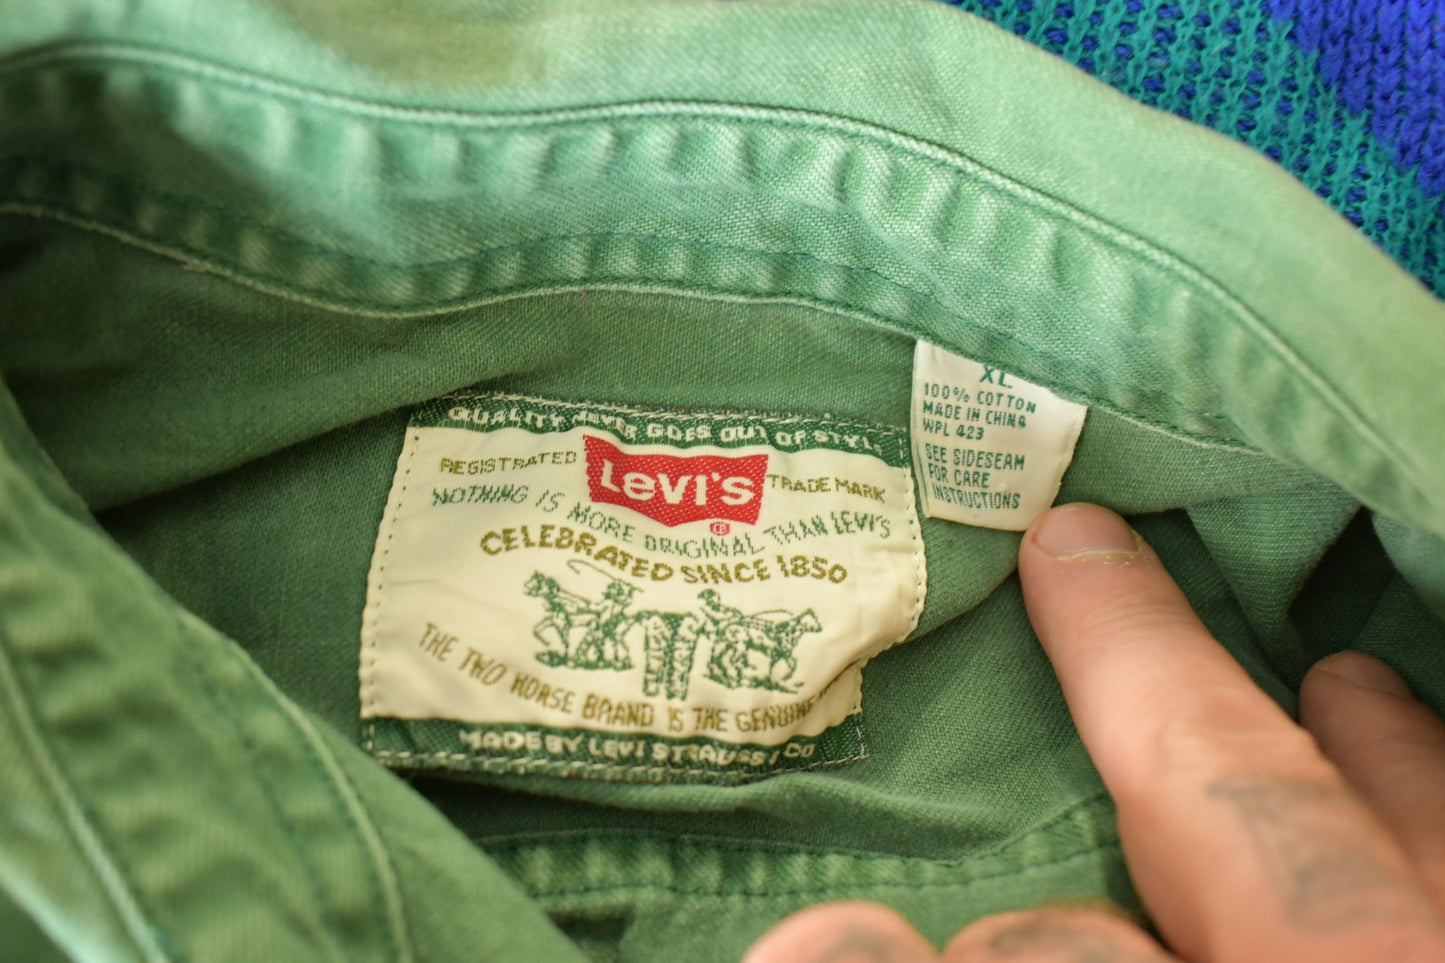 QUALITY NEVER GOES OUT OF STYL
REGISTRATED Levi's TRADE MARK
NOTHING IS MORE ORIGINAL THAN LEVI'S
CELEBRATED SINCE 1850
THE TWO HORSE BRAND IS THE GENUINE
MADE BY LEVI STRAUSS & CO
XL
100% COTTON
MADE IN CHINA
WPL 423
SEE SIDESEAM
FOR CARE
INSTRUCTIONS